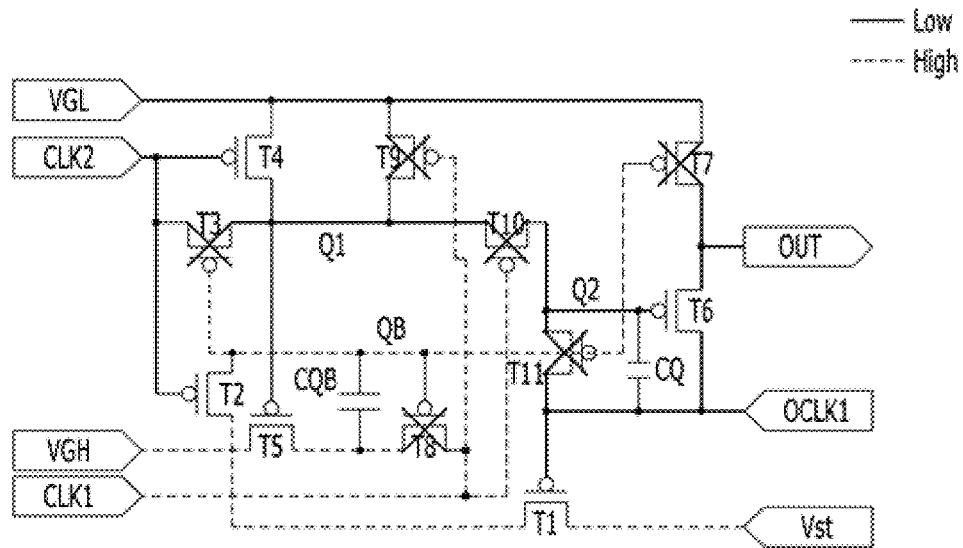 Low
High
VGL
CLK2
T4
T9
T7
T3
T10
Q1
OUT
Q2
T6
QB
T11
CQ
T2
CQB
OCLK1
VGH
T5
T8
CLK1
T1
Vst